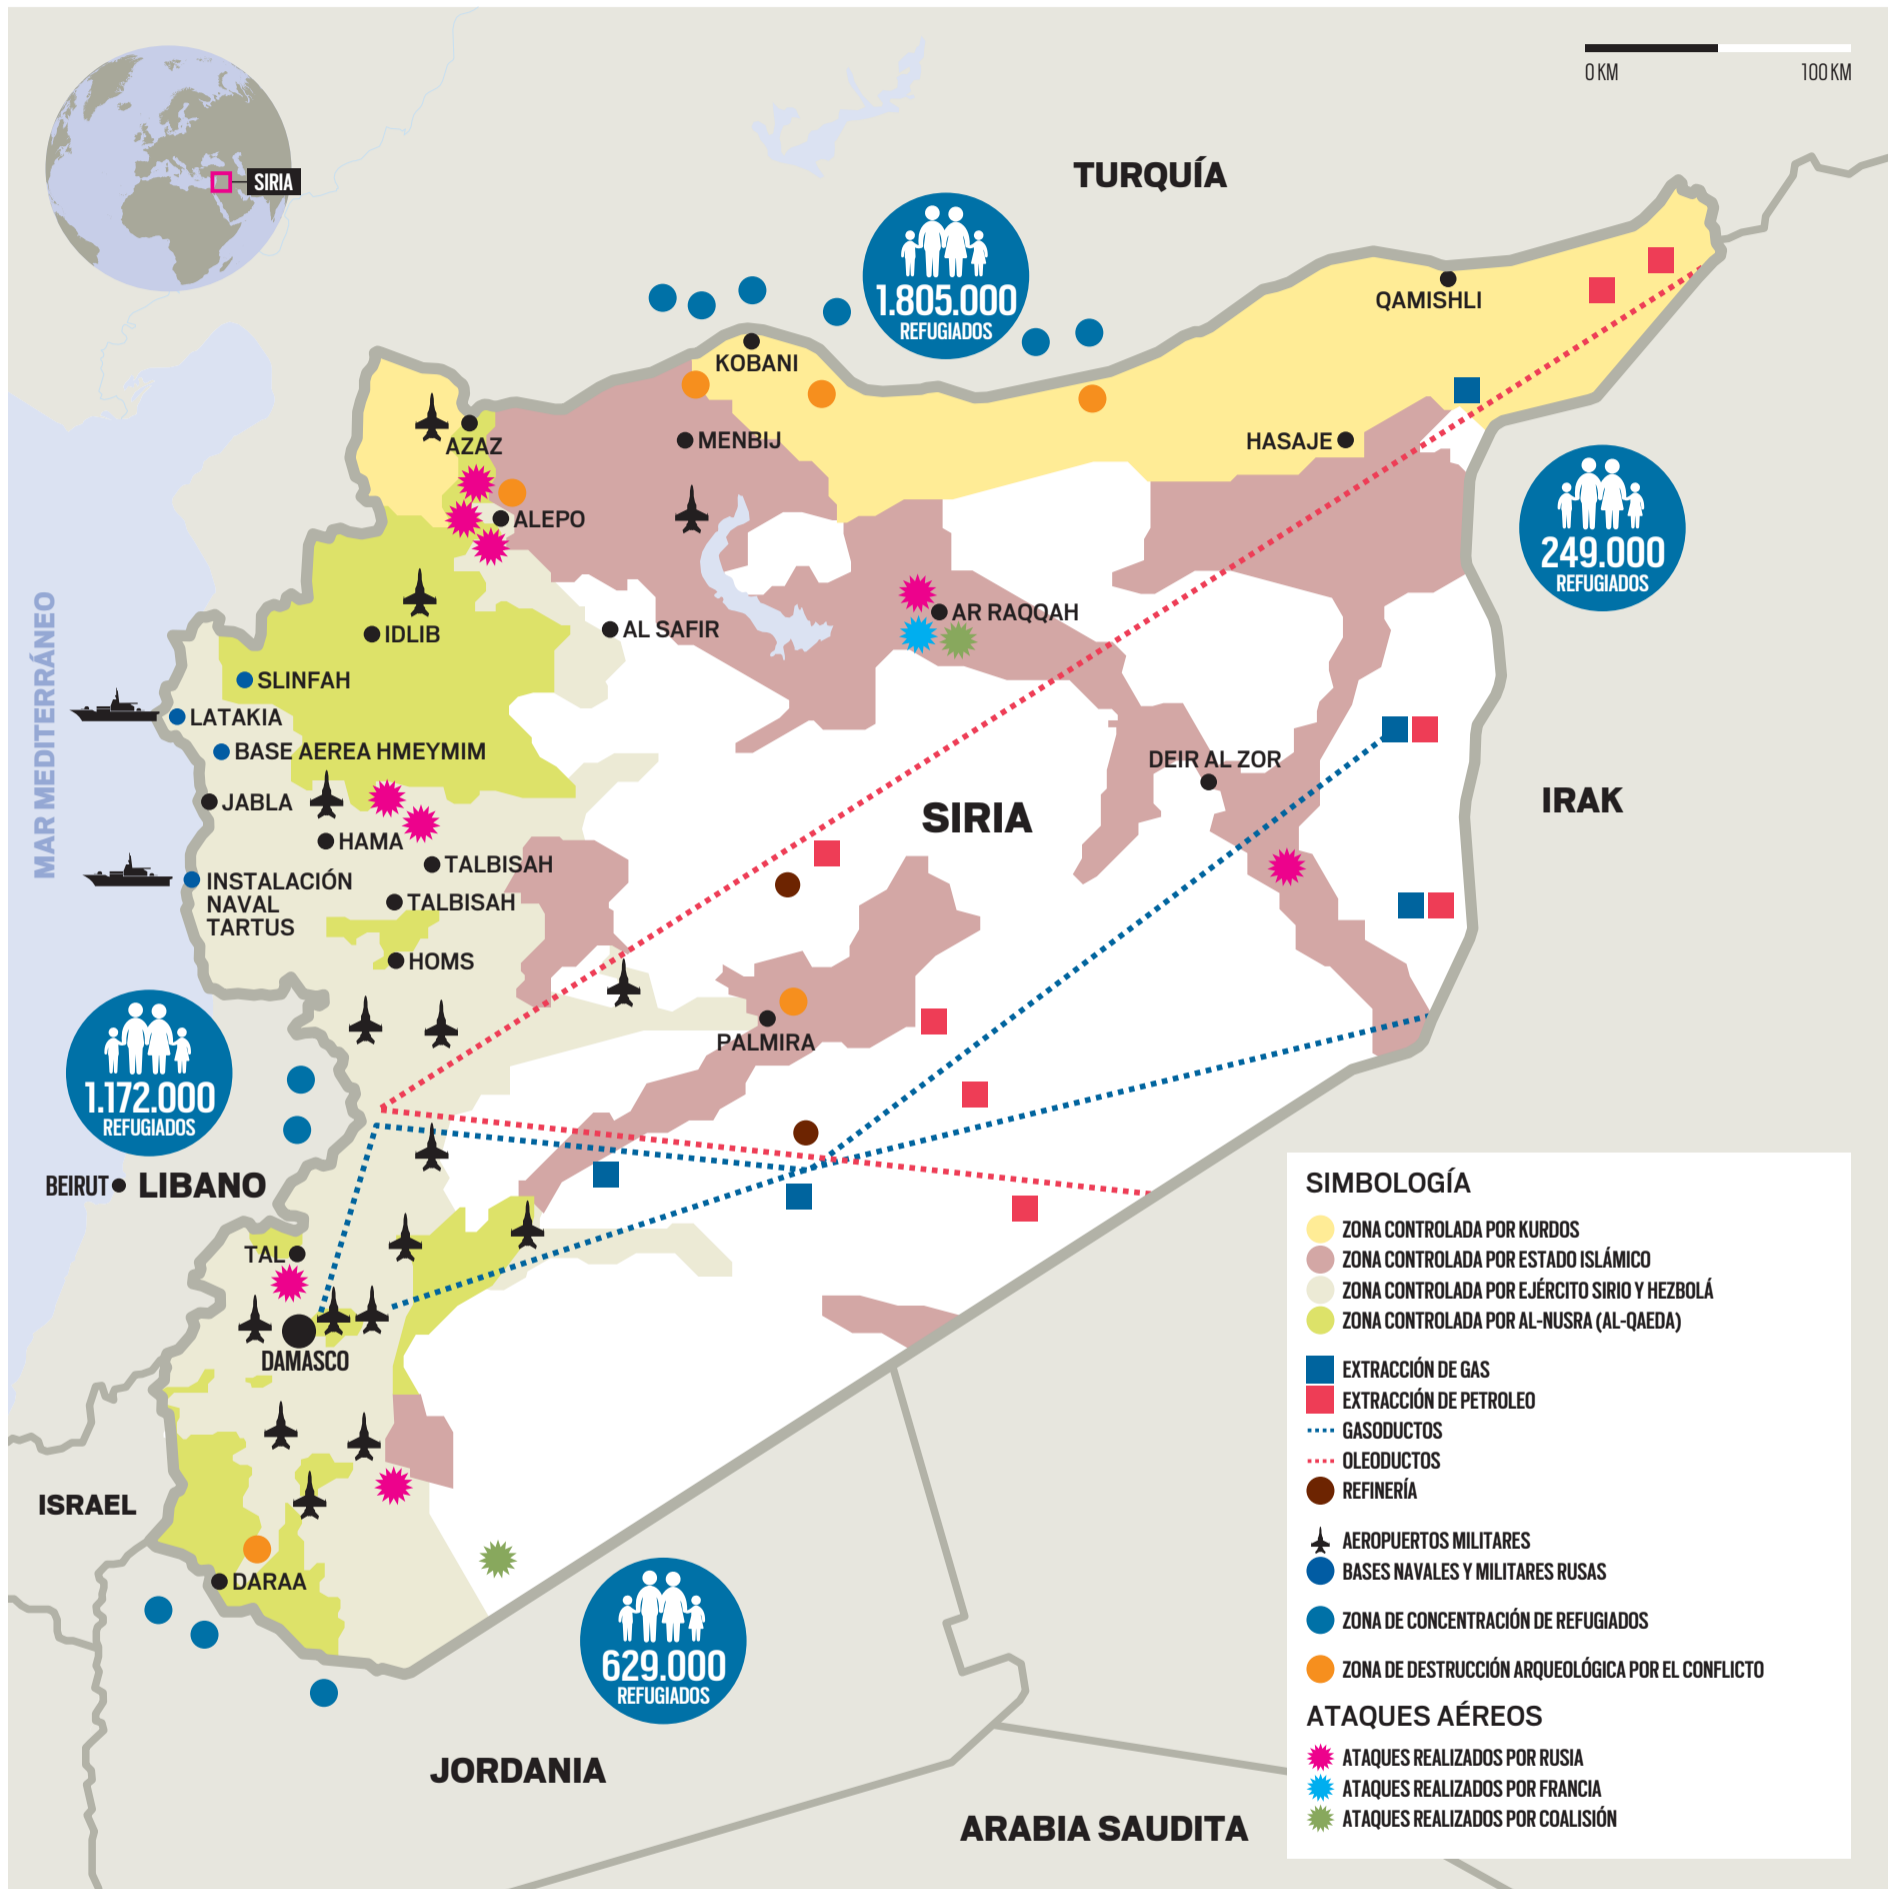 0 KM
100 KM
SIRIA
TURQUÍA
1.805.000
REFUGIADOS
QAMISHLI
KOBANI
AZAZ
MENBIJ
HASAJE
249.000
REFUGIADOS
ALEPO
MAR MEDITERRÁNEO
IDLIB
AL SAFIR
AR RAQQAH
SLINFAH
LATAKIA
BASE AEREA HMEYMIM
DEIR AL ZOR
JABLA
SIRIA
IRAK
HAMA
TALBISAH
INSTALACIÓN
NAVAL
TARTUS
TALBISAH
HOMS
PALMIRA
1.172.000
REFUGIADOS
BEIRUT
LIBANO
TAL
DAMASCO
ISRAEL
DARAA
629.000
REFUGIADOS
JORDANIA
ARABIA SAUDITA
SIMBOLOGÍA
ZONA CONTROLADA POR KURDOS
ZONA CONTROLADA POR ESTADO ISLÁMICO
ZONA CONTROLADA POR EJÉRCITO SIRIO Y HEZBOLÁ
ZONA CONTROLADA POR AL-NUSRA (AL-QAEDA)
EXTRACCIÓN DE GAS
EXTRACCIÓN DE PETROLEO
GASODUCTOS
OLEODUCTOS
REFINERÍA
AEROPUERTOS MILITARES
BASES NAVALES Y MILITARES RUSAS
ZONA DE CONCENTRACIÓN DE REFUGIADOS
ZONA DE DESTRUCCIÓN ARQUEOLÓGICA POR EL CONFLICTO
ATAQUES AÉREOS
ATAQUES REALIZADOS POR RUSIA
ATAQUES REALIZADOS POR FRANCIA
ATAQUES REALIZADOS POR COALISIÓN